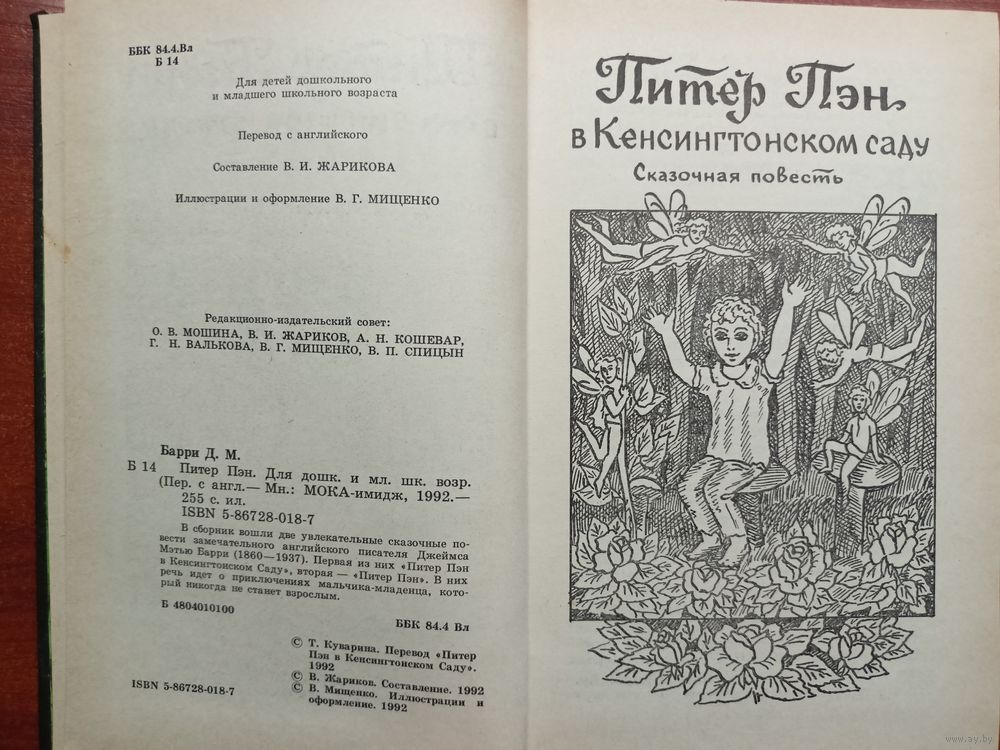 ББК 84.4.Вл
Б 14
Для детей дошкольного
и младшего школьного возраста
Перевод с английского
Составление В. И. ЖАРИКОВА
Иллюстрации и оформление В. Г. МИЩЕНКО
Редакционно-издательский совет:
О. В. МОШИНА, В. И. ЖАРИКОВ, А. Н. КОШЕВАР,
Г. Н. ВАЛЬКОВА, В. Г. МИЩЕНКО, В. П. СПИЦЫН
Барри Д. М.
Б 14 Питер Пэн. Для дошк. и мл. шк. возр.
(Пер. с англ.— Мн.: МОКА-имидж, 1992.—
255 с. ил.
ISBN 5-86728-018-7
В сборник вошли две увлекательные сказочные по-
вести замечательного английского писателя Джеймса
Мэтью Барри (1860—1937). Первая из них «Питер Пэн
в Кенсингтонском Саду», вторая — «Питер Пэн». В них
речь идет о приключениях мальчика-младенца, кото-
рый никогда не станет взрослым.
Б 4804010100
ББК 84.4 Вл
© Т. Куварина. Перевод «Питер
Пэн в Кенсингтонском Саду».
1992
© В. Жариков. Составление. 1992
© В. Мищенко. Иллюстрации и
оформление. 1992
ISBN 5-86728-018-7
Питер Пэн
в Кенсингтонском саду
Сказочная повесть
www.ay.by